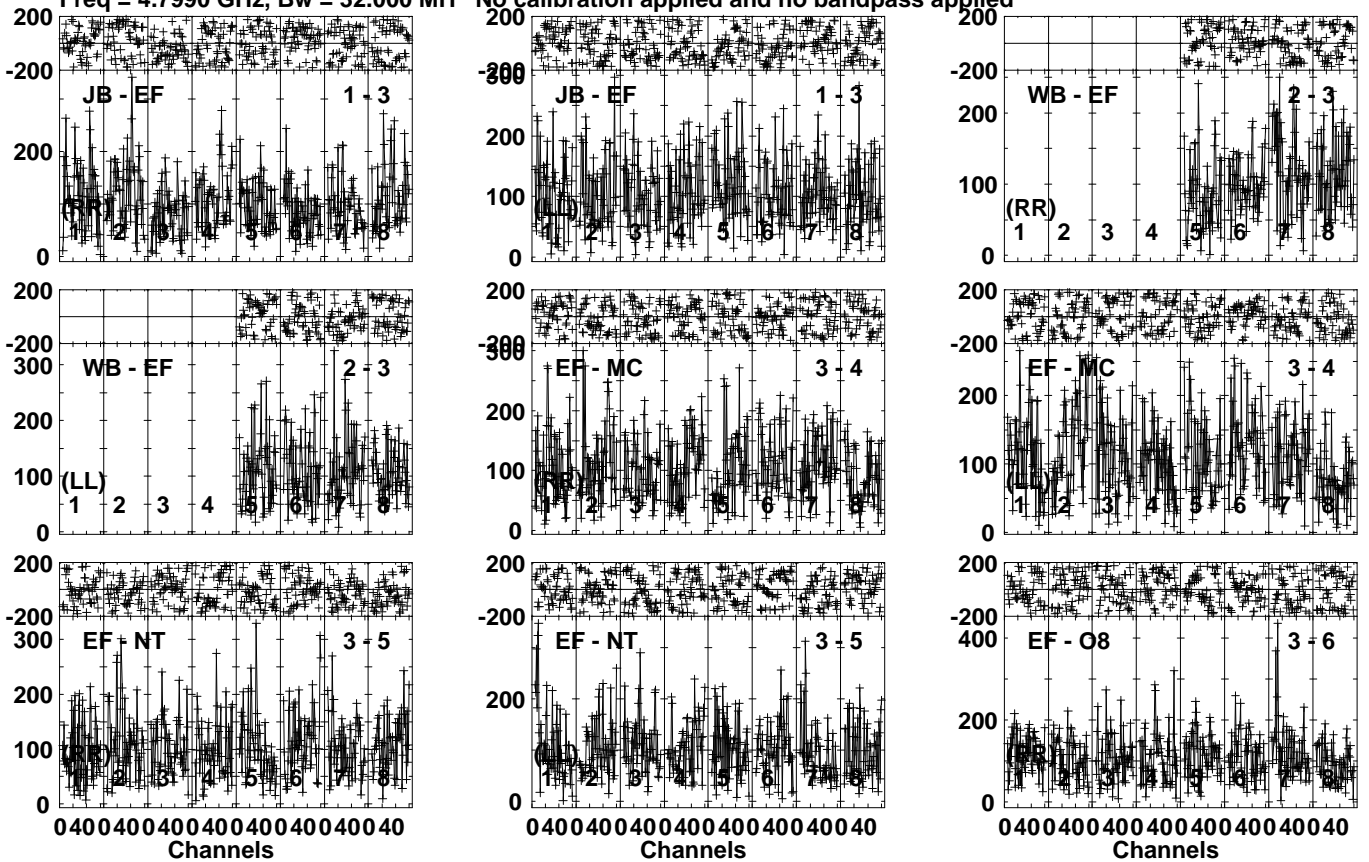 Freq = 4.7990 GHz, Bw = 32.000 MH No calibration applied and no bandpass applied
200 200 200
-200 -200 -200
300
JB - EF 1 - 3 JB - EF 1 - 3 WB - EF 2 - 3
200 200 200
100 100
(RR) (LL) (RR)
1 2 3 4 5 6 7 8 1 2 3 4 5 6 7 8 1 2 3 4 5 6 7 8
0 0 0
200 200 200
-200 -200 -200
300 300
WB - EF 2 - 3 EF - MC 3 - 4 EF - MC 3 - 4
200 200 200
100 100 100
(LL) (RR) (LL)
1 2 3 4 5 6 7 8 1 2 3 4 5 6 7 8 1 2 3 4 5 6 7 8
0 0 0
200 200 200
-200 -200 -200
300 400
EF - NT 3 - 5 EF - NT 3 - 5 EF - O8 3 - 6
200 200 200
100
(RR) (LL) (RR)
1 2 3 4 5 6 7 8 1 2 3 4 5 6 7 8 1 2 3 4 5 6 7 8
0 0 0
0 40 0 40 0 40 0 40 0 40 0 40 0 40 0 40 0 40 0 40 0 40 0 40 0 40 0 40 0 40 0 40 0 40 0 40 0 40 0 40 0 40 0 40 0 40 0 40
Channels Channels Channels